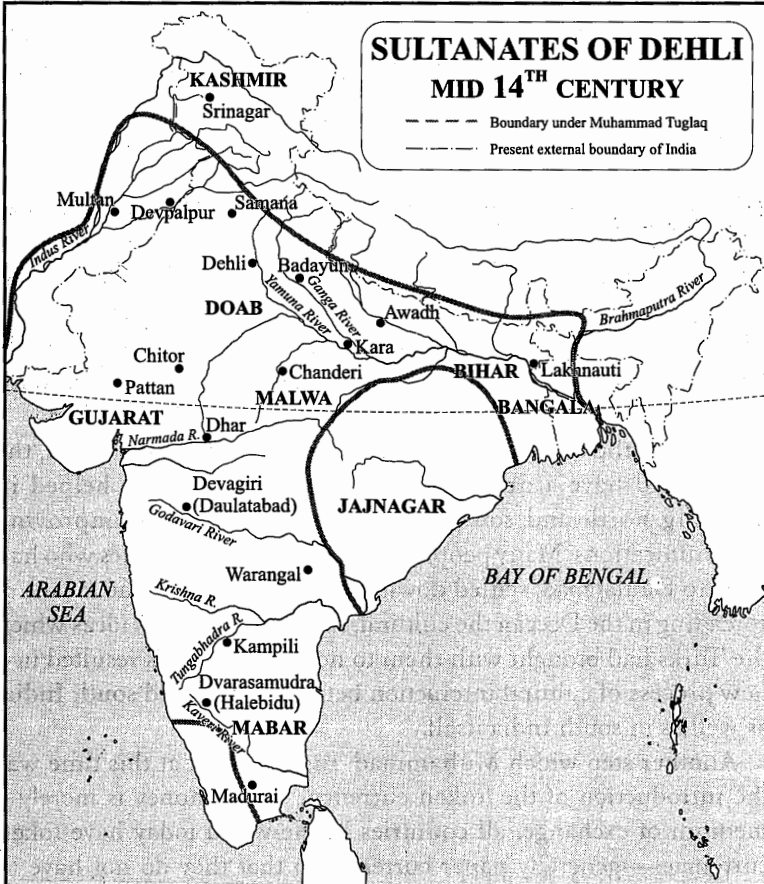 SULTANATES OF DEHLI
MID 14TH CENTURY
Boundary under Muhammad Tuglaq
Present external boundary of India
KASHMIR
Srinagar
Multan
Devpalpur
Samana
Indus River
Dehli
Badayun
Ganga River
Yamuna River
DOAB
Awadh
Brahmaputra River
Kara
Chitor
Chanderi
BIHAR
Lakhnauti
Pattan
MALWA
BANGALA
GUJARAT
Dhar
Narmada R.
Devagiri
(Daulatabad)
JAJNAGAR
Godavari River
Warangal
ARABIAN
SEA
BAY OF BENGAL
Krishna R.
Tungabhadra R.
Kampili
Dvarasamudra
(Halebidu)
Kaveri River
MABAR
Madurai